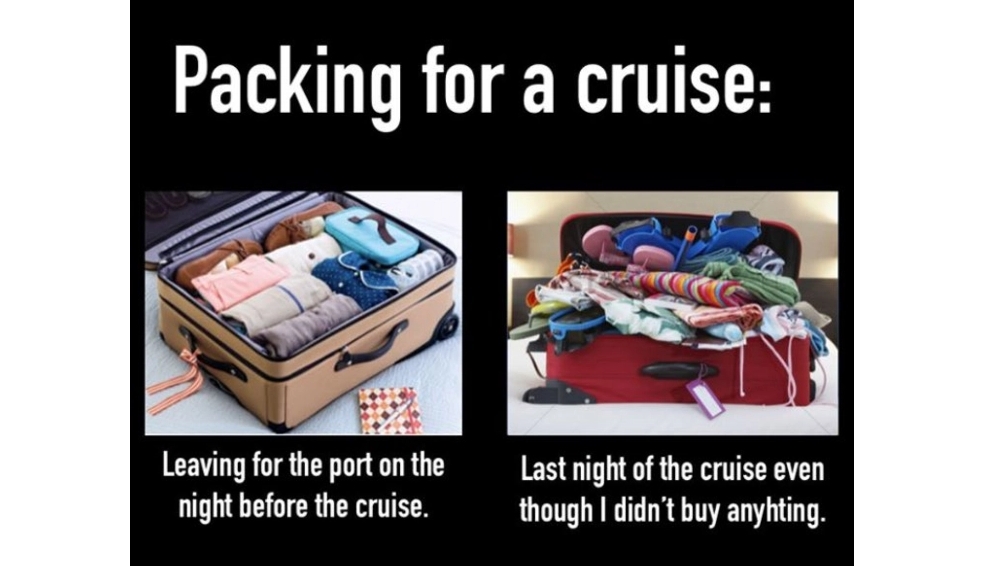 Packing for a cruise:
Leaving for the port on the
night before the cruise.
Last night of the cruise even
though I didn't buy anyhting.